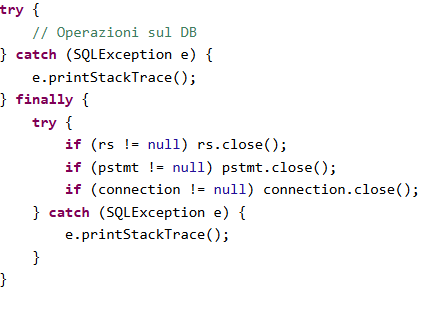 try {
    // Operazioni sul DB
} catch (SQLException e) {
    e.printStackTrace();
} finally {
    try {
        if (rs != null) rs.close();
        if (pstmt != null) pstmt.close();
        if (connection != null) connection.close();
    } catch (SQLException e) {
        e.printStackTrace();
    }
}